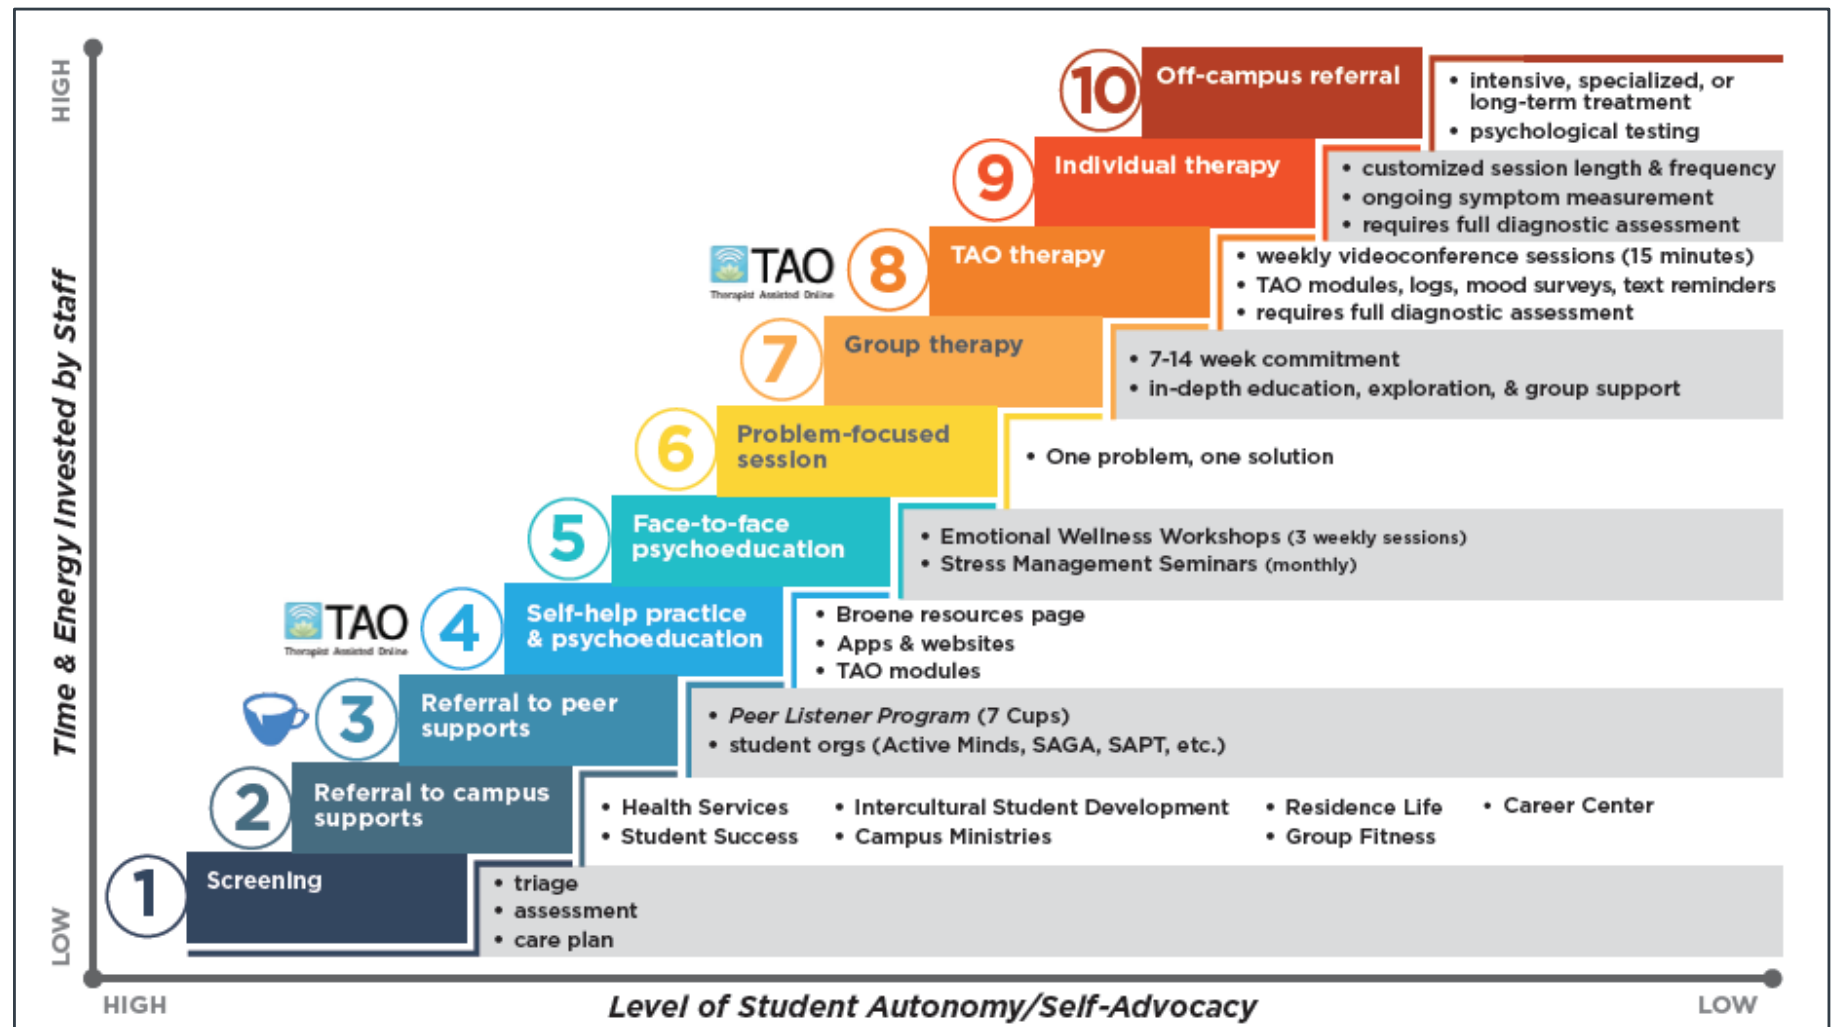 HIGH
Time & Energy Invested by Staff
LOW
10
Off-campus referral
• intensive, specialized, or
long-term treatment
• psychological testing
9
Individual therapy
• customized session length & frequency
• ongoing symptom measurement
• requires full diagnostic assessment
TAO
Therapist Assisted Online
8
TAO therapy
• weekly videoconference sessions (15 minutes)
• TAO modules, logs, mood surveys, text reminders
• requires full diagnostic assessment
7
Group therapy
• 7-14 week commitment
• in-depth education, exploration, & group support
6
Problem-focused
session
• One problem, one solution
5
Face-to-face
psychoeducation
• Emotional Wellness Workshops (3 weekly sessions)
• Stress Management Seminars (monthly)
TAO
Therapist Assisted Online
4
Self-help practice
& psychoeducation
• Broene resources page
• Apps & websites
• TAO modules
3
Referral to peer
supports
• Peer Listener Program (7 Cups)
• student orgs (Active Minds, SAGA, SAPT, etc.)
2
Referral to campus
supports
• Health Services
• Student Success
• Intercultural Student Development
• Campus Ministries
• Residence Life
• Group Fitness
• Career Center
1
Screening
• triage
• assessment
• care plan
HIGH
Level of Student Autonomy/Self-Advocacy
LOW